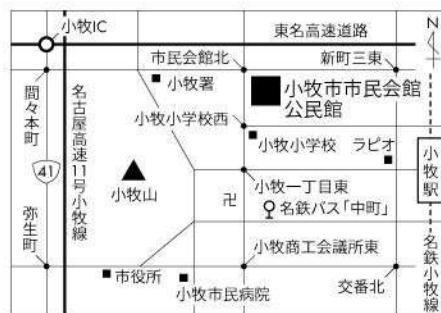 小牧IC
東名高速道路
N
市民会館北
新町三東
小牧署
小牧市市民会館
公民館
間々本町
名古屋高速11号小牧線
小牧小学校西
小牧小学校
ラピオ
41
小牧山
小牧駅
小牧一丁目東
卍
名鉄バス「中町」
弥生町
小牧商工会議所東
市役所
小牧市民病院
交番北
名鉄小牧線